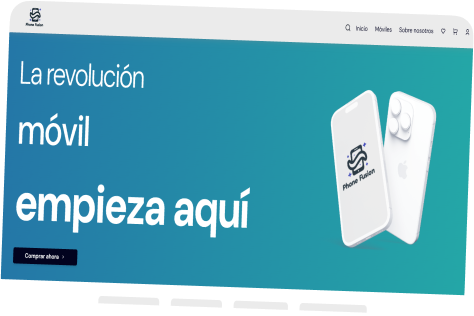 Phone Fusion
Inicio Móviles Sobre nosotros
La revolución
móvil
empieza aquí
Comprar ahora
Phone Fusion